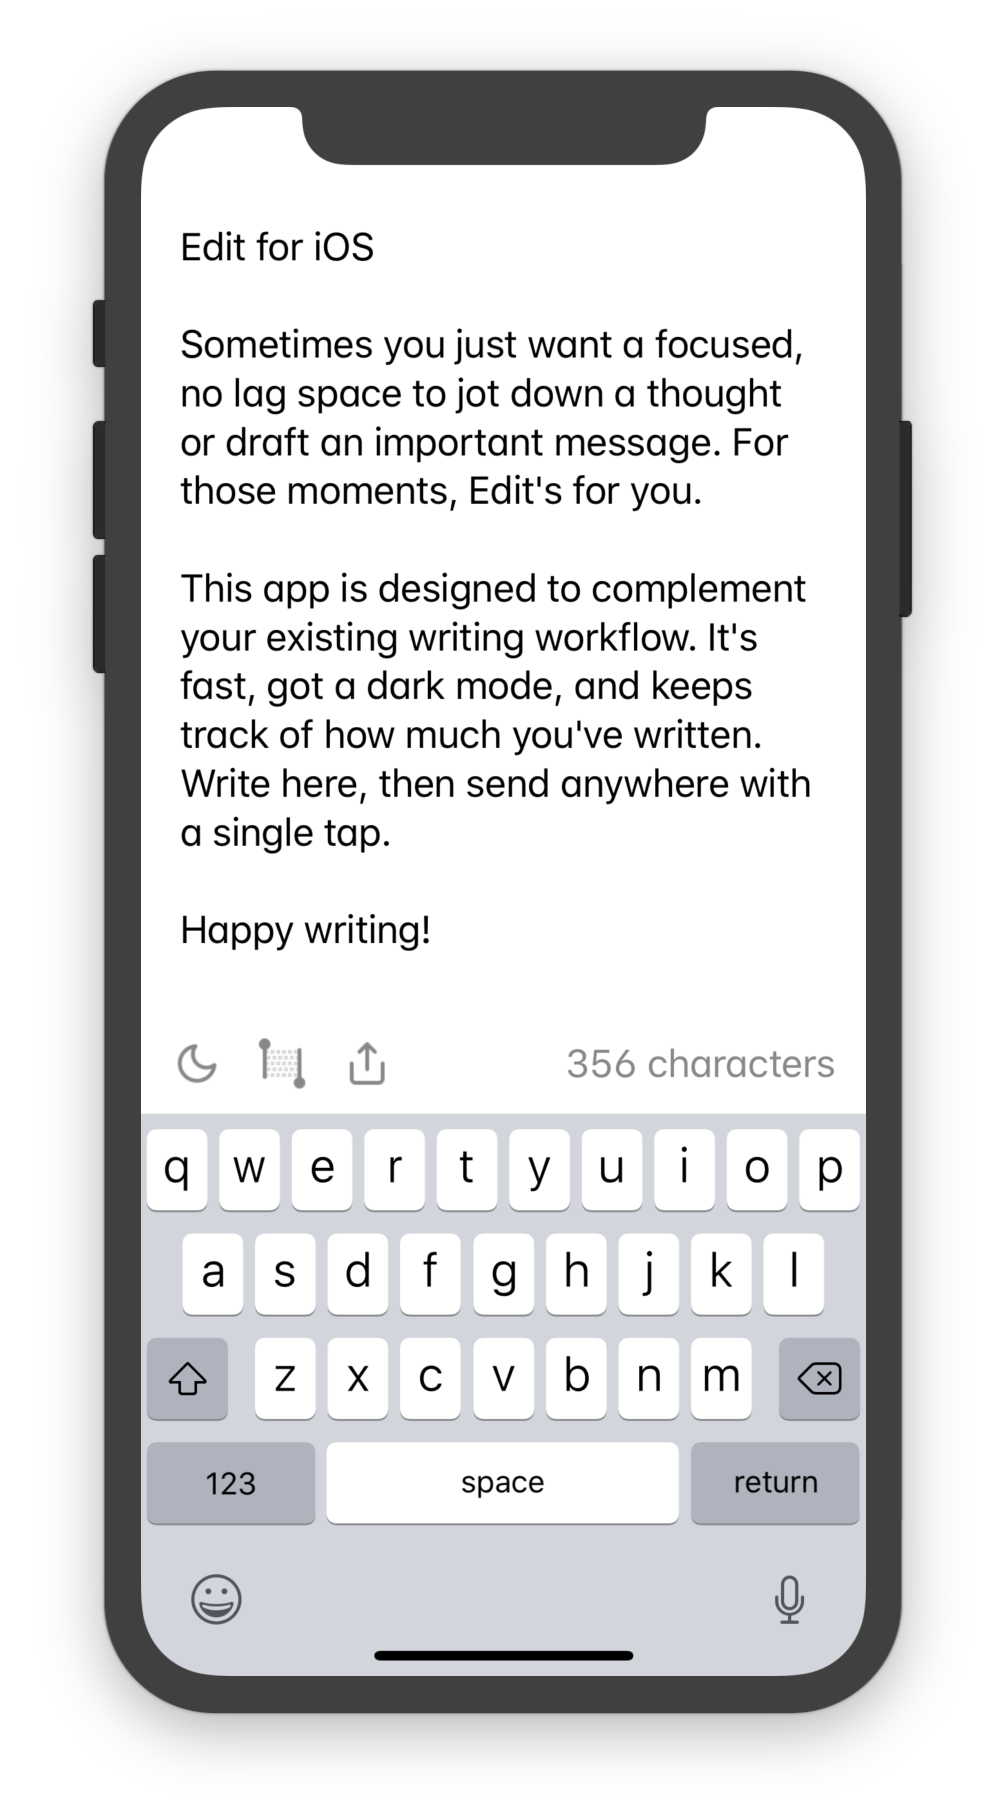 Edit for iOS
Sometimes you just want a focused,
no lag space to jot down a thought
or draft an important message. For
those moments, Edit's for you.
This app is designed to complement
your existing writing workflow. It's
fast, got a dark mode, and keeps
track of how much you've written.
Write here, then send anywhere with
a single tap.
Happy writing!
356 characters
q w e r t y u i o p
a s d f g h j k l
z x c v b n m
123 space return